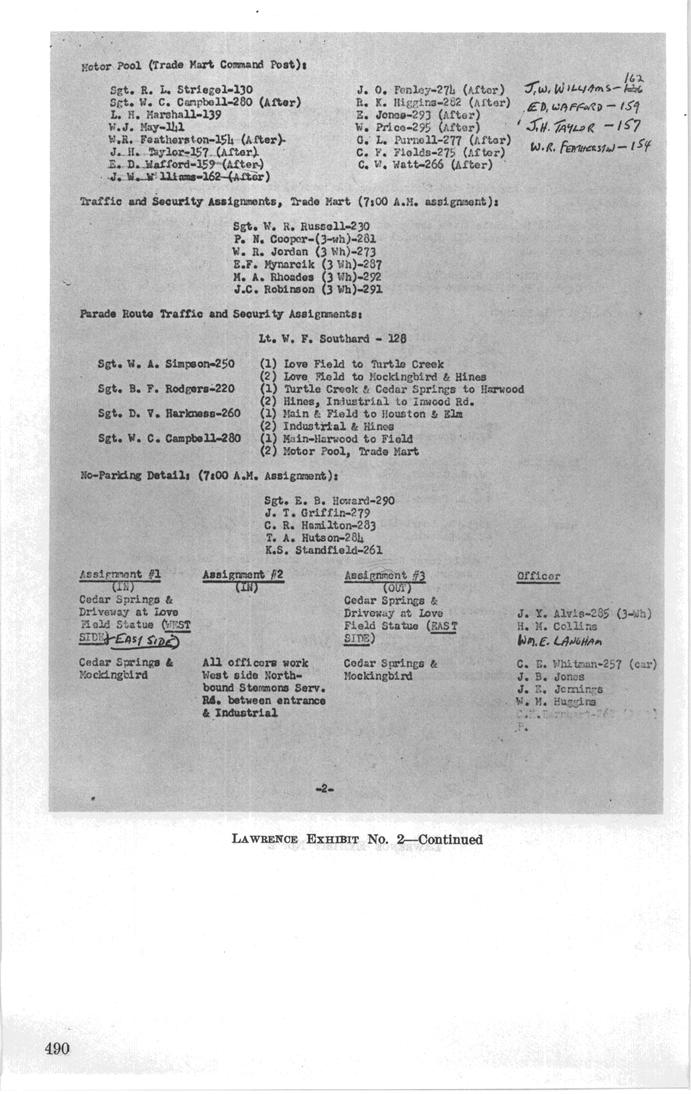 Motor Pool (Trade Mart Command Post):
Sgt. R. L. Striegel-130
Sgt. W. C. Campbell-280 (After)
L. H. Marshall-139
W.J. May-141
W.R. Featherston-154 (After)
J. H. Taylor-157 (After)
E. D. Wafford-159 (After)
J. W. W lliams-162 (After)
J. O. Fenley-274 (After)
R. K. Higgins-282 (After)
E. Jones-293 (After)
W. Price-295 (After)
G. L. Purnell-277 (After)
C. F. Fields-275 (After)
C. W. Watt-266 (After)
162
J.W. WILLIAMS-
ED. WAFFORD - 159
J.H. TAYLOR - 157
W.R. FEATHERSTON - 154
Traffic and Security Assignments, Trade Mart (7:00 A.M. assignment):
Sgt. W. R. Russell-230
P. N. Cooper-(3-wh)-281
W. R. Jordan (3 Wh)-273
E.F. Mynarcik (3 Wh)-287
M. A. Rhoades (3 Wh)-292
J.C. Robinson (3 Wh)-291
Parade Route Traffic and Security Assignments:
Lt. W. F. Southard - 128
Sgt. W. A. Simpson-250 (1) Love Field to Turtle Creek
(2) Love Field to Mockingbird & Hines
Sgt. B. F. Rodgers-220 (1) Turtle Creek & Cedar Springs to Harwood
(2) Hines, Industrial to Inwood Rd.
Sgt. D. V. Harkness-260 (1) Main & Field to Houston & Elm
(2) Industrial & Hines
Sgt. W. C. Campbell-280 (1) Main-Harwood to Field
(2) Motor Pool, Trade Mart
No-Parking Detail: (7:00 A.M. Assignment):
Sgt. E. B. Howard-290
J. T. Griffin-279
C. R. Hamilton-283
T. A. Hutson-284
K.S. Standfield-261
Assignment #1 Assignment #2 Assignment #3 Officer
(IN) (IN) (OUT)
Cedar Springs &
Driveway at Love
Field Statue (WEST
SIDE) EAST SIDE)
Cedar Springs &
Driveway at Love
Field Statue (EAST
SIDE)
J. Y. Alvis-285 (3-Wh)
H. M. Collins
WM. E. LANGHAM
Cedar Springs &
Mockingbird
All officers work
West side North-
bound Stemmons Serv.
Rd. between entrance
& Industrial
Cedar Springs &
Mockingbird
C. E. Whitman-257 (car)
J. B. Jones
J. E. Jennings
W. M. Huggins
P.
-2-
LAWRENCE EXHIBIT No. 2—Continued
490